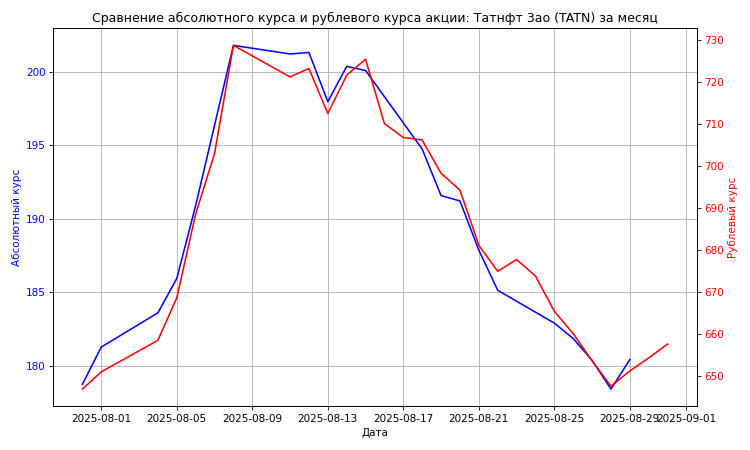 Сравнение абсолютного курса и рублевого курса акции: Татнфт 3ао (TATN) за месяц
Абсолютный курс
200
195
190
185
180
730
720
710
700
690
680
670
660
650
Рублевый курс
2025-08-01 2025-08-05 2025-08-09 2025-08-13 2025-08-17 2025-08-21 2025-08-25 2025-08-29 2025-09-01
Дата